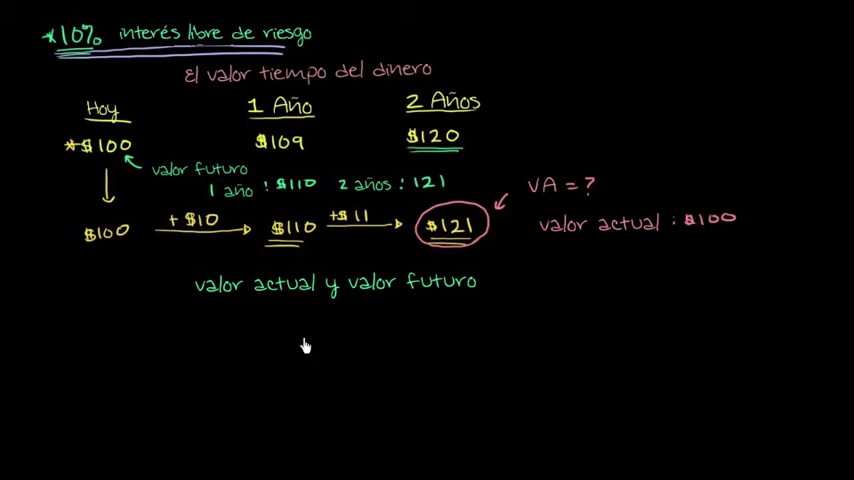 *10% interés libre de riesgo
El valor tiempo del dinero
Hoy 1 Año 2 Años
*$100 $109 $120
valor futuro
1 año : $110 2 años : 121
VA = ?
$100 +$10 $110 +$11 $121
valor actual : $100
valor actual y valor futuro